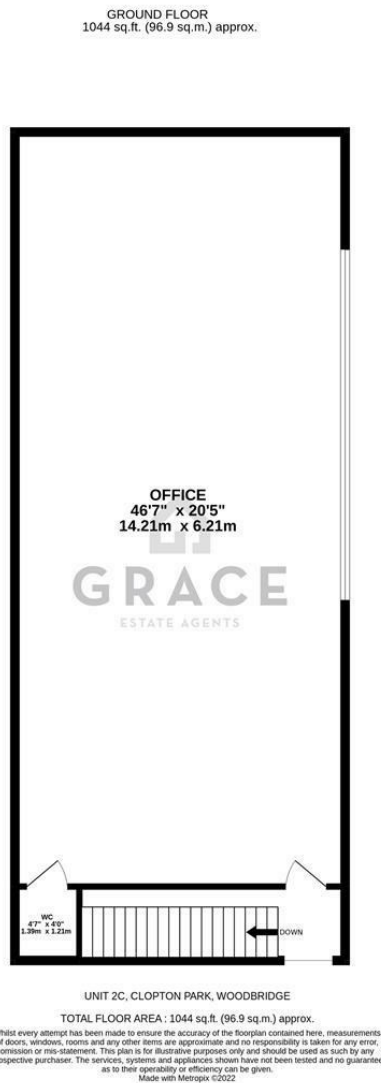 GROUND FLOOR
1044 sq.ft. (96.9 sq.m.) approx.
OFFICE
46'7" x 20'5"
14.21m x 6.21m
GRACE
ESTATE AGENTS
WC
4'7" x 4'0"
1.39m x 1.21m
DOWN
UNIT 2C, CLOPTON PARK, WOODBRIDGE
TOTAL FLOOR AREA : 1044 sq.ft. (96.9 sq.m.) approx.
hilst every attempt has been made to ensure the accuracy of the floorplan contained here, measurements
of doors, windows, rooms and any other items are approximate and no responsibility is taken for any error,
omission or mis-statement. This plan is for illustrative purposes only and should be used as such by any
ospective purchaser. The services, systems and appliances shown have not been tested and no guarantee
as to their operability or efficiency can be given.
Made with Metropix ©2022